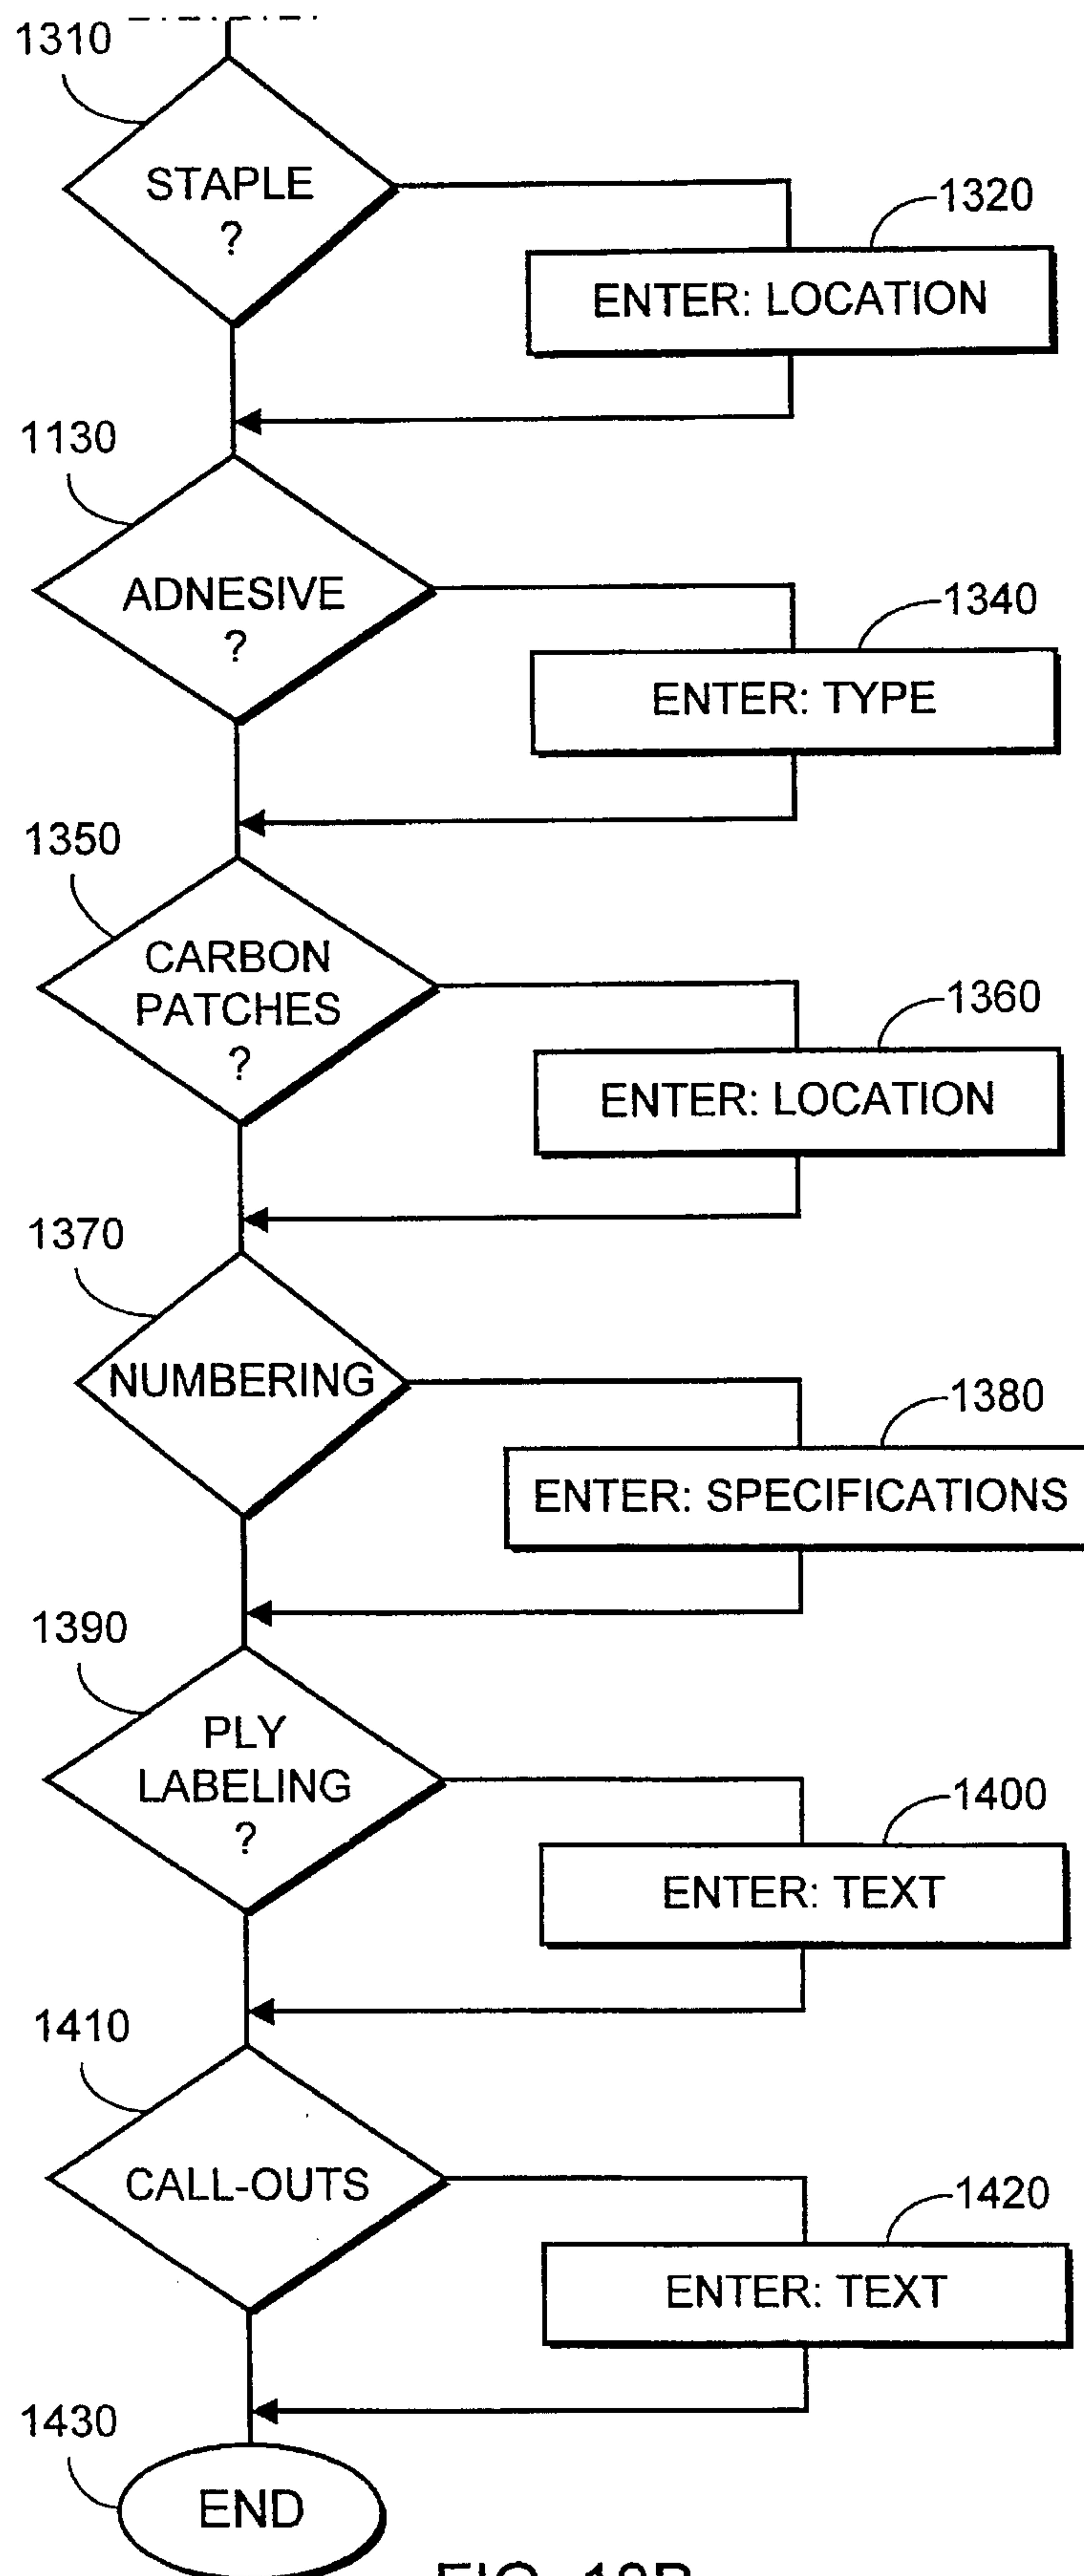 1310
STAPLE
?
1320
ENTER: LOCATION
1130
ADNESIVE
?
1340
ENTER: TYPE
1350
CARBON
PATCHES
?
1360
ENTER: LOCATION
1370
NUMBERING
1380
ENTER: SPECIFICATIONS
1390
PLY
LABELING
?
1400
ENTER: TEXT
1410
CALL-OUTS
1420
ENTER: TEXT
1430
END